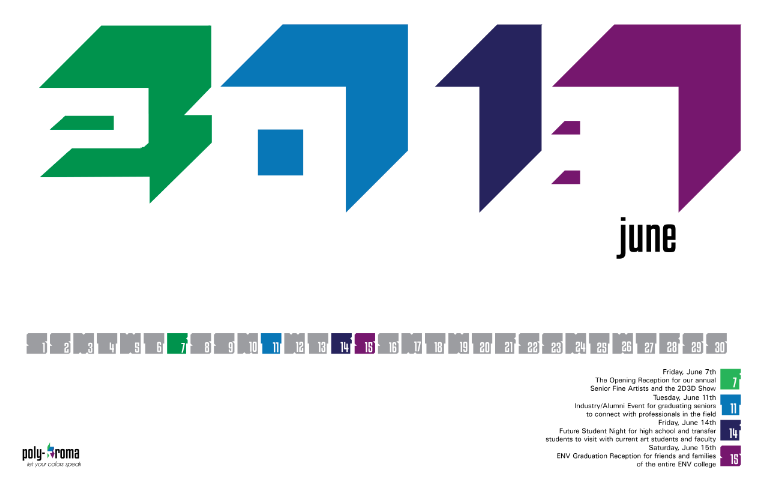 2013
june
1 2 3 4 5 6 7 8 9 10 11 12 13 14 15 16 17 18 19 20 21 22 23 24 25 26 27 28 29 30
Friday, June 7th
The Opening Reception for our annual
Senior Fine Artists and the 2D3D Show
7
Tuesday, June 11th
Industry/Alumni Event for graduating seniors
to connect with professionals in the field
11
Friday, June 14th
Future Student Night for high school and transfer
students to visit with current art students and faculty
14
Saturday, June 15th
ENV Graduation Reception for friends and families
of the entire ENV college
15
poly- roma
let your colors speak